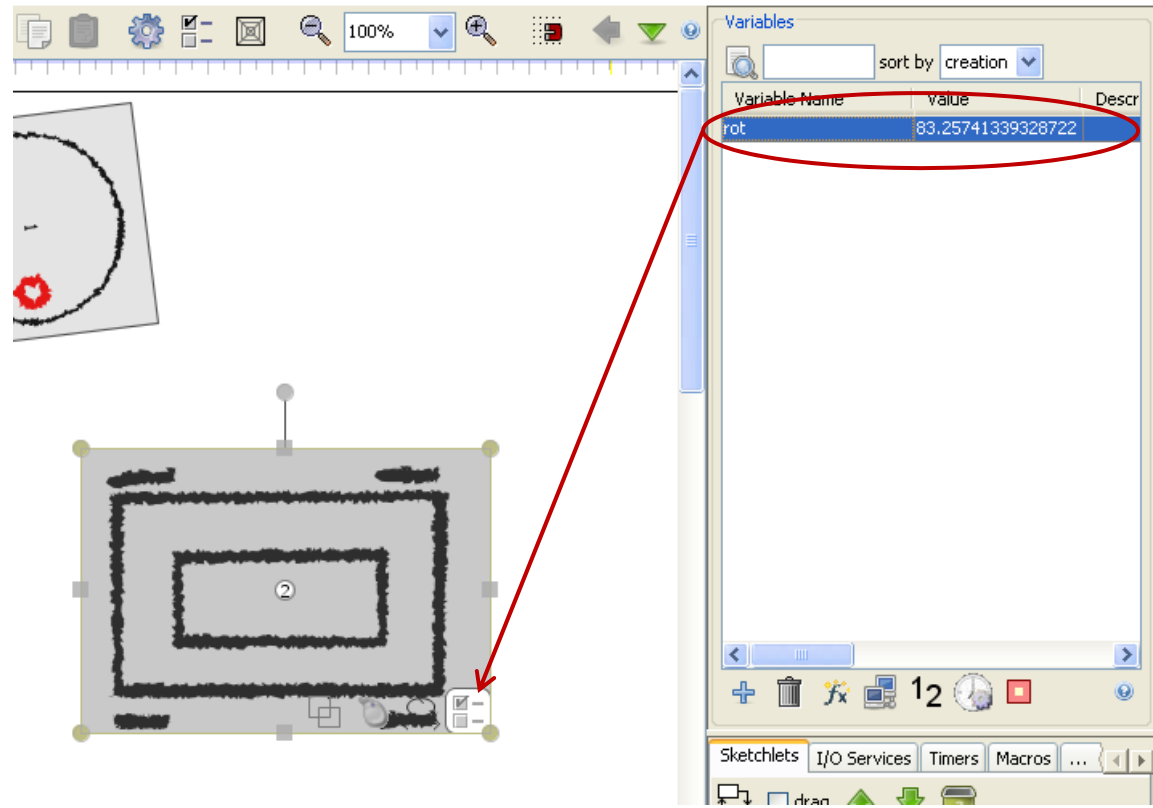 100%
Variables
sort by creation
Variable Name Value Descr
rot 83.25741339328722
1
2
12
Sketchlets I/O Services Timers Macros ...
drag